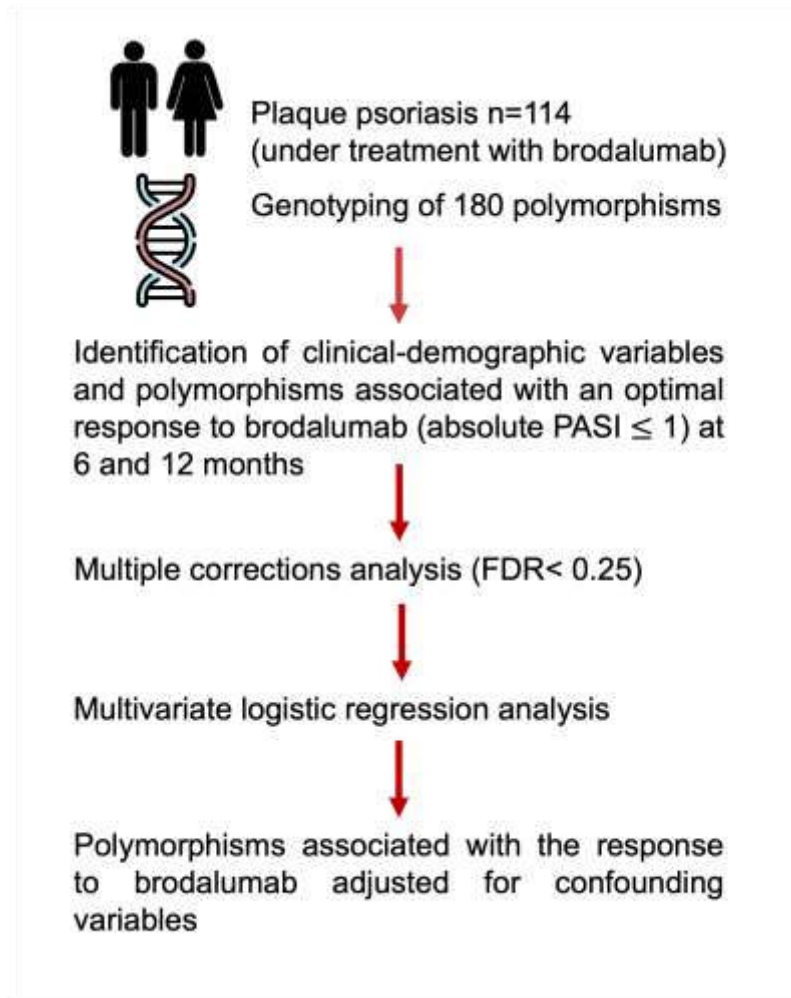 Plaque psoriasis n=114
(under treatment with brodalumab)
Genotyping of 180 polymorphisms
Identification of clinical-demographic variables
and polymorphisms associated with an optimal
response to brodalumab (absolute PASI ≤ 1) at
6 and 12 months
Multiple corrections analysis (FDR< 0.25)
Multivariate logistic regression analysis
Polymorphisms associated with the response
to brodalumab adjusted for confounding
variables